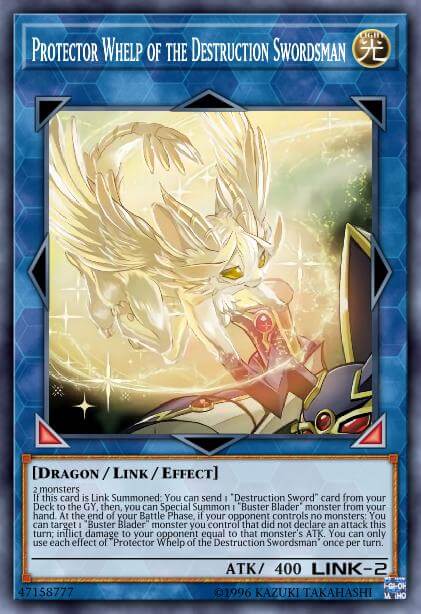 PROTECTOR WHELP OF THE DESTRUCTION SWORDSMAN
LIGHT
光
[DRAGON / LINK / EFFECT]
2 monsters
If this card is Link Summoned: You can send 1 "Destruction Sword" card from your
Deck to the GY, then, you can Special Summon 1 "Buster Blader" monster from your
hand. At the end of your Battle Phase, if your opponent controls no monsters: You
can target 1 "Buster Blader" monster you control that did not declare an attack this
turn; inflict damage to your opponent equal to that monster's ATK. You can only
use each effect of "Protector Whelp of the Destruction Swordsman" once per turn.
ATK/ 400 LINK-2
47158777
©1996 KAZUKI TAKAHASHI